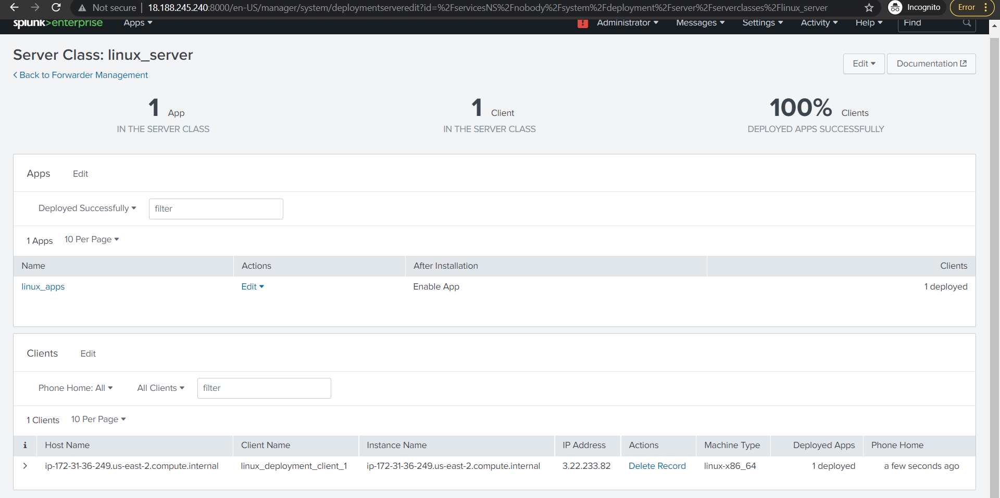 Not secure | 18.188.245.240:8000/en-US/manager/system/deploymentserveredit?id=%2FservicesNS%2Fnobody%2Fsystem%2Fdeployment%2Fserver%2Fserverclasses%2Flinux_server Incognito Error
splunk>enterprise Apps ! Administrator Messages Settings Activity Help Find
Server Class: linux_server
Edit Documentation
< Back to Forwarder Management
1 App 1 Client 100% Clients
IN THE SERVER CLASS IN THE SERVER CLASS DEPLOYED APPS SUCCESSFULLY
Apps Edit
Deployed Successfully filter
1 Apps 10 Per Page
Name Actions After Installation Clients
linux_apps Edit Enable App 1 deployed
Clients Edit
Phone Home: All All Clients filter
1 Clients 10 Per Page
i Host Name Client Name Instance Name IP Address Actions Machine Type Deployed Apps Phone Home
> ip-172-31-36-249.us-east-2.compute.internal linux_deployment_client_1 ip-172-31-36-249.us-east-2.compute.internal 3.22.233.82 Delete Record linux-x86_64 1 deployed a few seconds ago